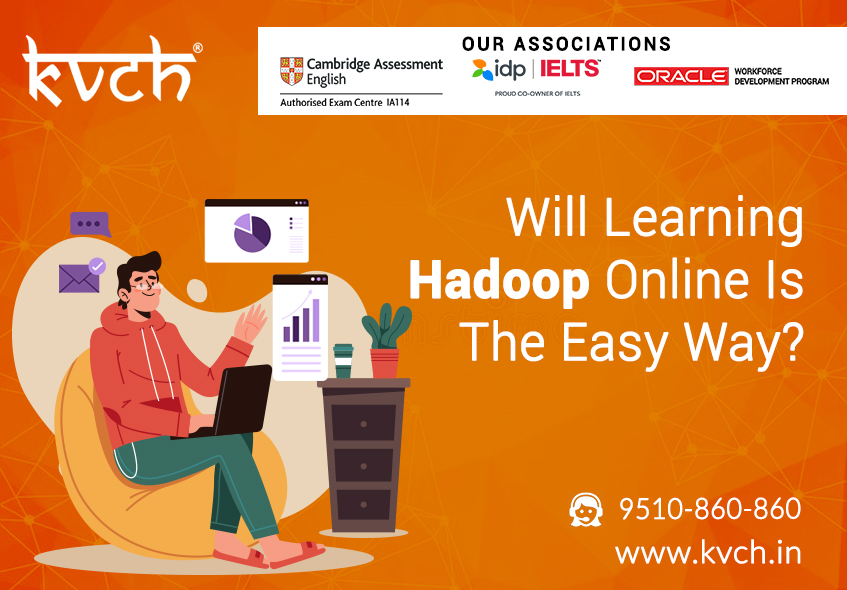 kvch®
OUR ASSOCIATIONS
Cambridge Assessment
English
Authorised Exam Centre IA114
idp | IELTS™
PROUD CO-OWNER OF IELTS
ORACLE
WORKFORCE
DEVELOPMENT PROGRAM
Will Learning
Hadoop Online Is
The Easy Way?
9510-860-860
www.kvch.in